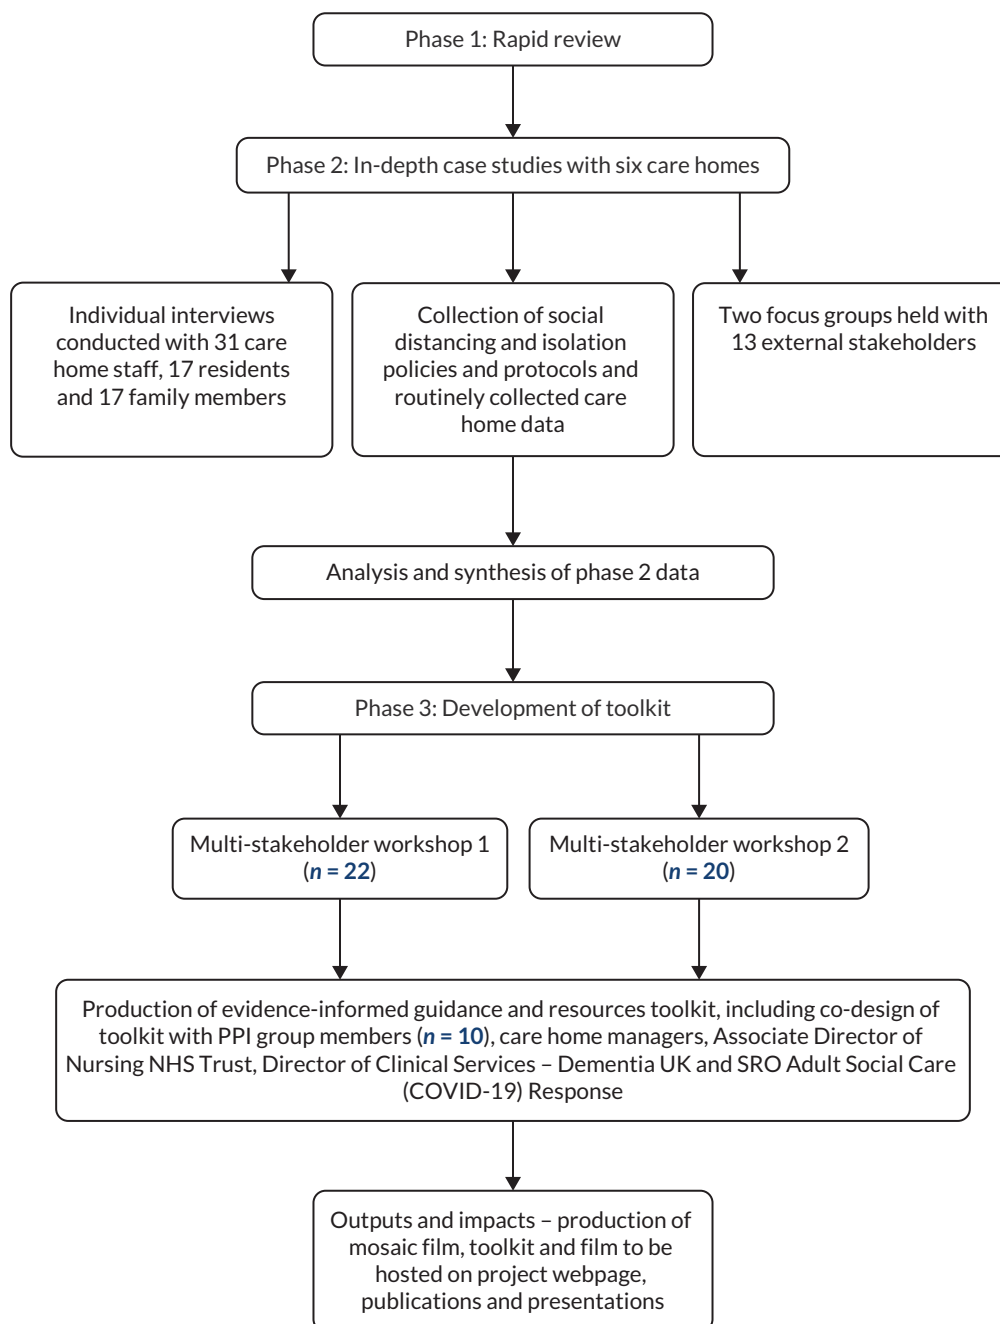 Phase 1: Rapid review
Phase 2: In-depth case studies with six care homes
Individual interviews
conducted with 31 care
home staff, 17 residents
and 17 family members
Collection of social
distancing and isolation
policies and protocols and
routinely collected care
home data
Two focus groups held with
13 external stakeholders
Analysis and synthesis of phase 2 data
Phase 3: Development of toolkit
Multi-stakeholder workshop 1
(n = 22)
Multi-stakeholder workshop 2
(n = 20)
Production of evidence-informed guidance and resources toolkit, including co-design of
toolkit with PPI group members (n = 10), care home managers, Associate Director of
Nursing NHS Trust, Director of Clinical Services – Dementia UK and SRO Adult Social Care
(COVID-19) Response
Outputs and impacts – production of
mosaic film, toolkit and film to be
hosted on project webpage,
publications and presentations